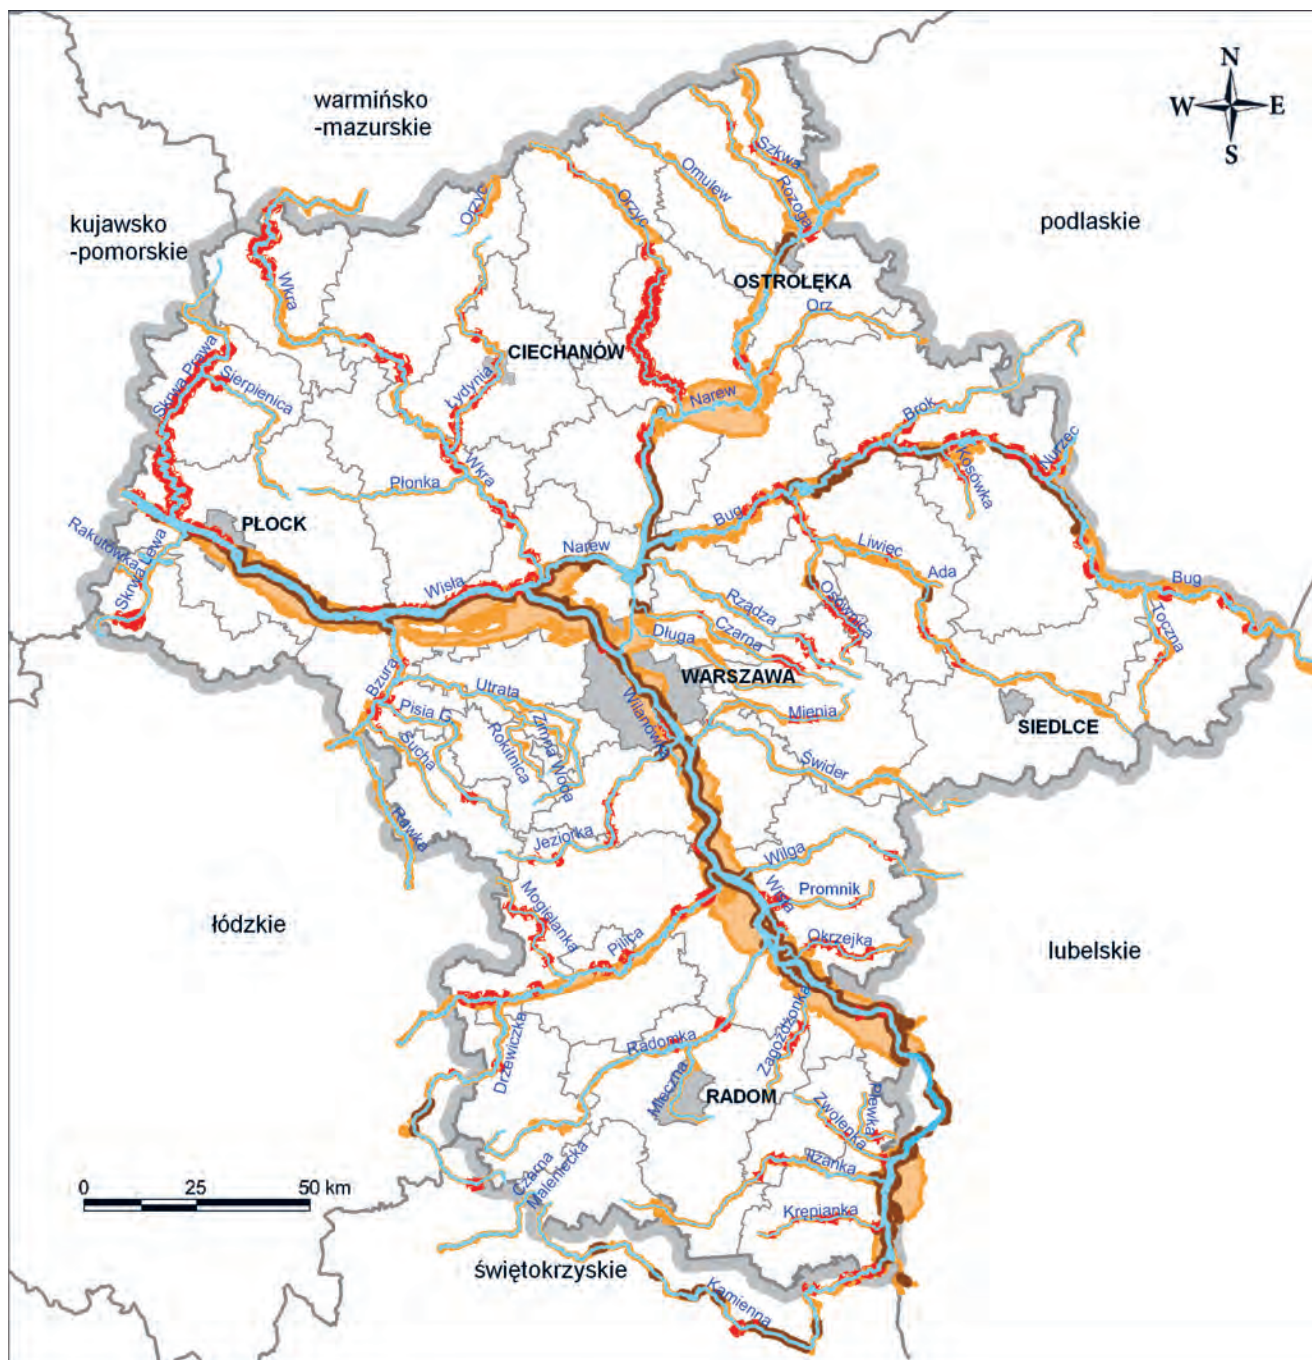 N
W E
S
warmińsko
-mazurskie
kujawsko
-pomorskie
podlaskie
Szkwa
Omulew
Rozoga
Orzyc
Orzyc
Wkra
OSTROŁĘKA
Orz
CIECHANÓW
Skrwa Prawa
Sierpienica
Łydynia
Narew
Brok
Nurzec
Kosówka
Płonka
Wkra
PŁOCK
Rakutówka
Skrwa Lewa
Wisła
Narew
Bug
Liwiec
Ada
Osownica
Bug
Toczna
Rządza
Czarna
Długa
WARSZAWA
Wilanówka
Mienia
SIEDLCE
Świder
Bzura
Utrata
Pisia G.
Sucha
Rokitnica
Zimna Woda
Rawka
Jeziorka
Wilga
Wisła
Promnik
Okrzejka
Mogielanka
Pilica
łódzkie
lubelskie
Drzewiczka
Radomka
Zagożdżonka
Mleczna
RADOM
Plewka
Zwolenka
Iłżanka
Krępianka
Czarna
Maleniecka
0 25 50 km
świętokrzyskie
Kamienna